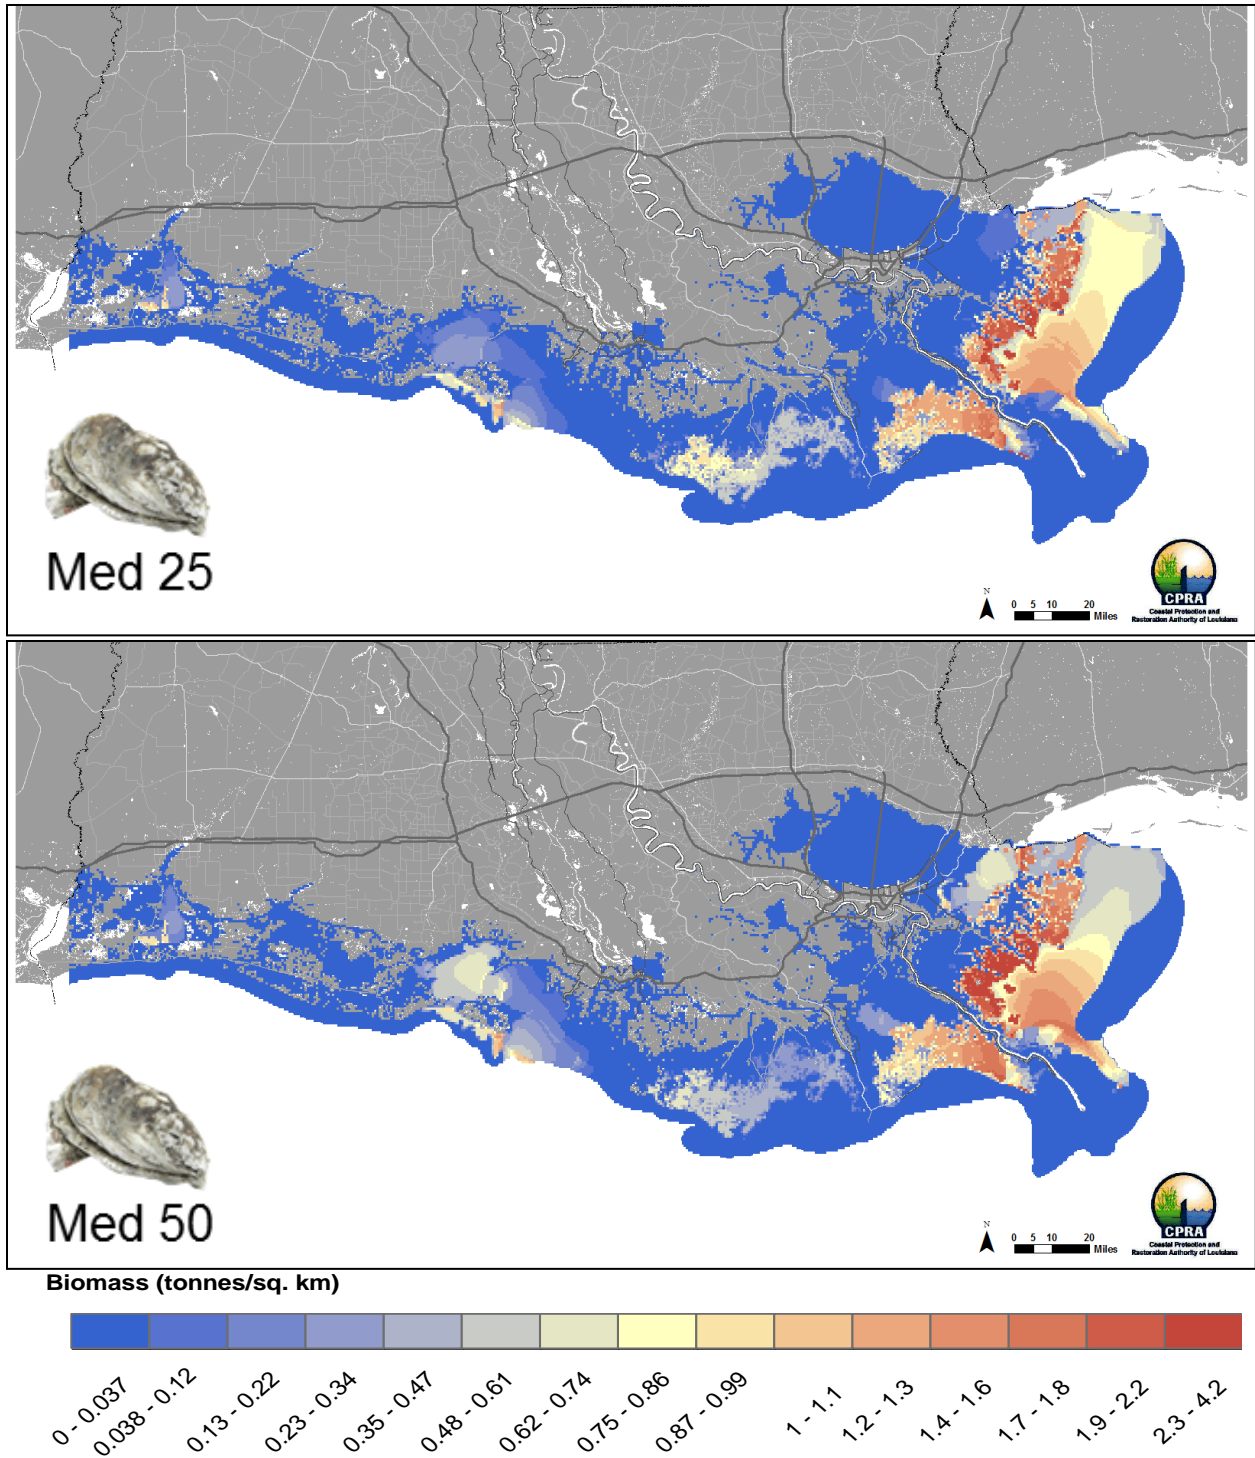 Med 25
N
0 5 10 20
Miles
CPRA
Coastal Protection and
Restoration Authority of Louisiana
Med 50
N
0 5 10 20
Miles
CPRA
Coastal Protection and
Restoration Authority of Louisiana
Biomass (tonnes/sq. km)
0 - 0.037
0.038 - 0.12
0.13 - 0.22
0.23 - 0.34
0.35 - 0.47
0.48 - 0.61
0.62 - 0.74
0.75 - 0.86
0.87 - 0.99
1 - 1.1
1.2 - 1.3
1.4 - 1.6
1.7 - 1.8
1.9 - 2.2
2.3 - 4.2